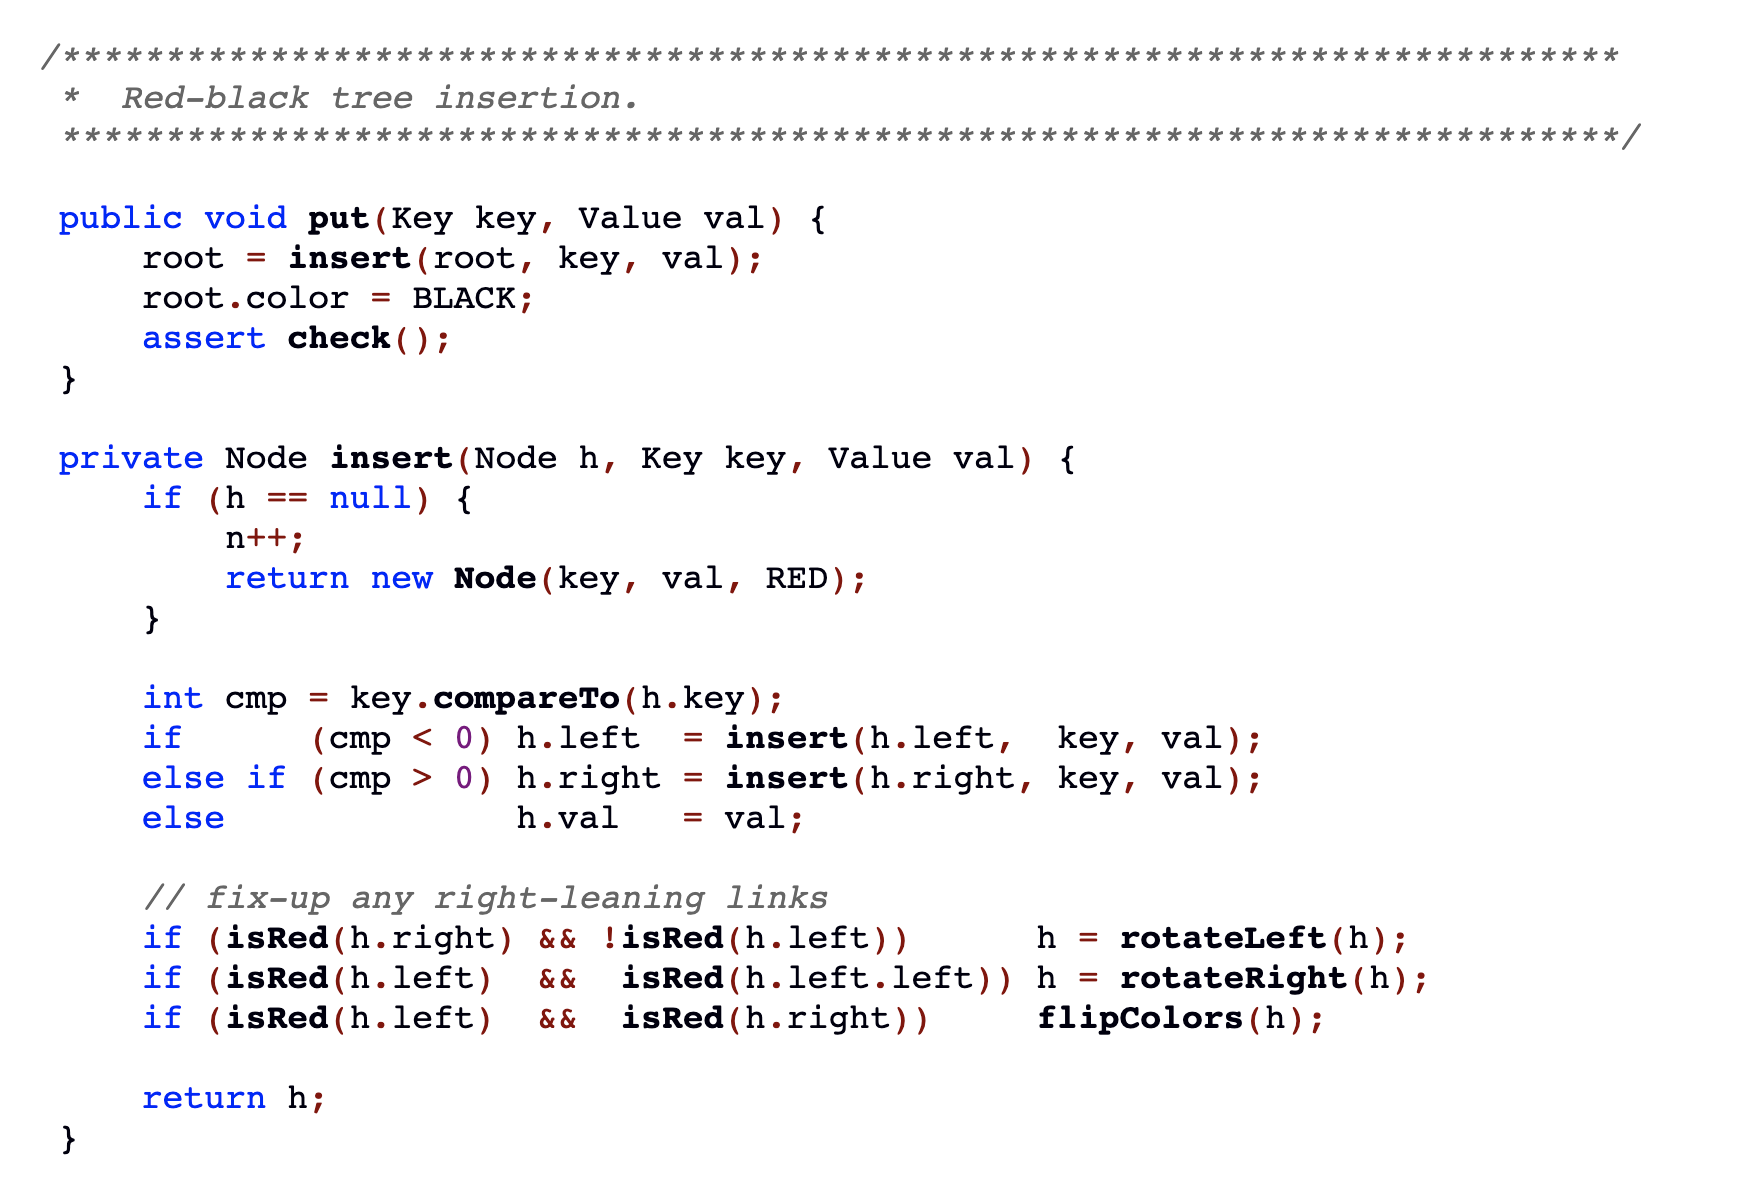 /***************************************************************************
 *  Red-black tree insertion.
 ***************************************************************************/

 public void put(Key key, Value val) {
     root = insert(root, key, val);
     root.color = BLACK;
     assert check();
 }

 private Node insert(Node h, Key key, Value val) {
     if (h == null) {
         n++;
         return new Node(key, val, RED);
     }

     int cmp = key.compareTo(h.key);
     if      (cmp < 0) h.left  = insert(h.left,  key, val);
     else if (cmp > 0) h.right = insert(h.right, key, val);
     else              h.val   = val;

     // fix-up any right-leaning links
     if (isRed(h.right) && !isRed(h.left))      h = rotateLeft(h);
     if (isRed(h.left)  &&  isRed(h.left.left)) h = rotateRight(h);
     if (isRed(h.left)  &&  isRed(h.right))     flipColors(h);

     return h;
 }